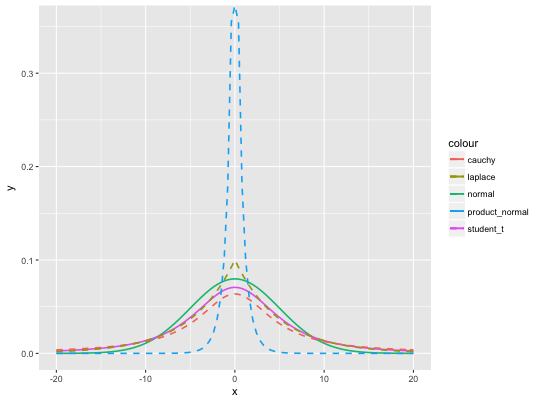 0.3
0.2
0.1
0.0
y
-20
-10
0
10
20
x
colour
cauchy
laplace
normal
product_normal
student_t